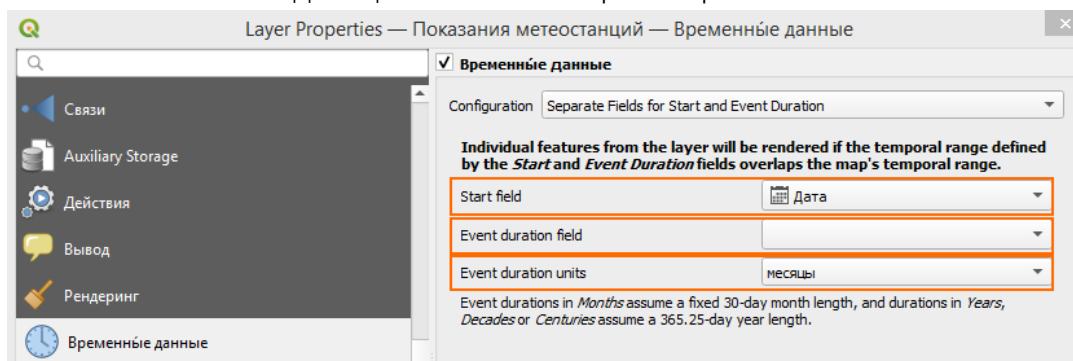 Layer Properties — Показания метеостанций — Временны́е данные
Временны́е данные
Связи
Auxiliary Storage
Действия
Вывод
Рендеринг
Временны́е данные
Configuration Separate Fields for Start and Event Duration
Individual features from the layer will be rendered if the temporal range defined
by the Start and Event Duration fields overlaps the map's temporal range.
Start field Дата
Event duration field
Event duration units месяцы
Event durations in Months assume a fixed 30-day month length, and durations in Years,
Decades or Centuries assume a 365.25-day year length.